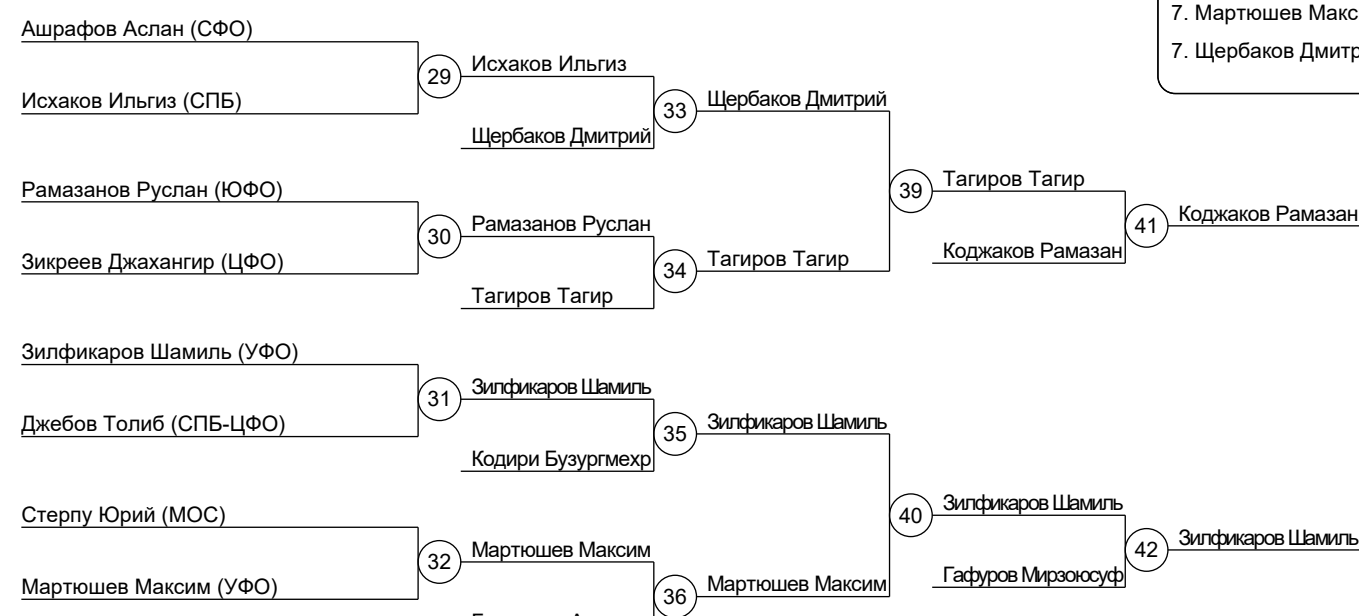 7. Мартюшев
7. Щербаков
Ашрафов Аслан (СФО)
29
Исхаков Ильгиз
Исхаков Ильгиз (СПБ)
33
Щербаков Дмитрий
Щербаков Дмитрий
Рамазанов Руслан (ЮФО)
39
Тагиров Тагир
30
Рамазанов Руслан
41
Коджаков Рамазан
Зикреев Джахангир (ЦФО)
34
Тагиров Тагир
Коджаков Рамазан
Тагиров Тагир
Зилфикаров Шамиль (УФО)
31
Зилфикаров Шамиль
Джебов Толиб (СПБ-ЦФО)
35
Зилфикаров Шамиль
Кодири Бузургмехр
Стерпу Юрий (МОС)
40
Зилфикаров Шамиль
32
Мартюшев Максим
42
Зилфикаров Шамиль
Мартюшев Максим (УФО)
36
Мартюшев Максим
Гафуров Мирзоюсуф